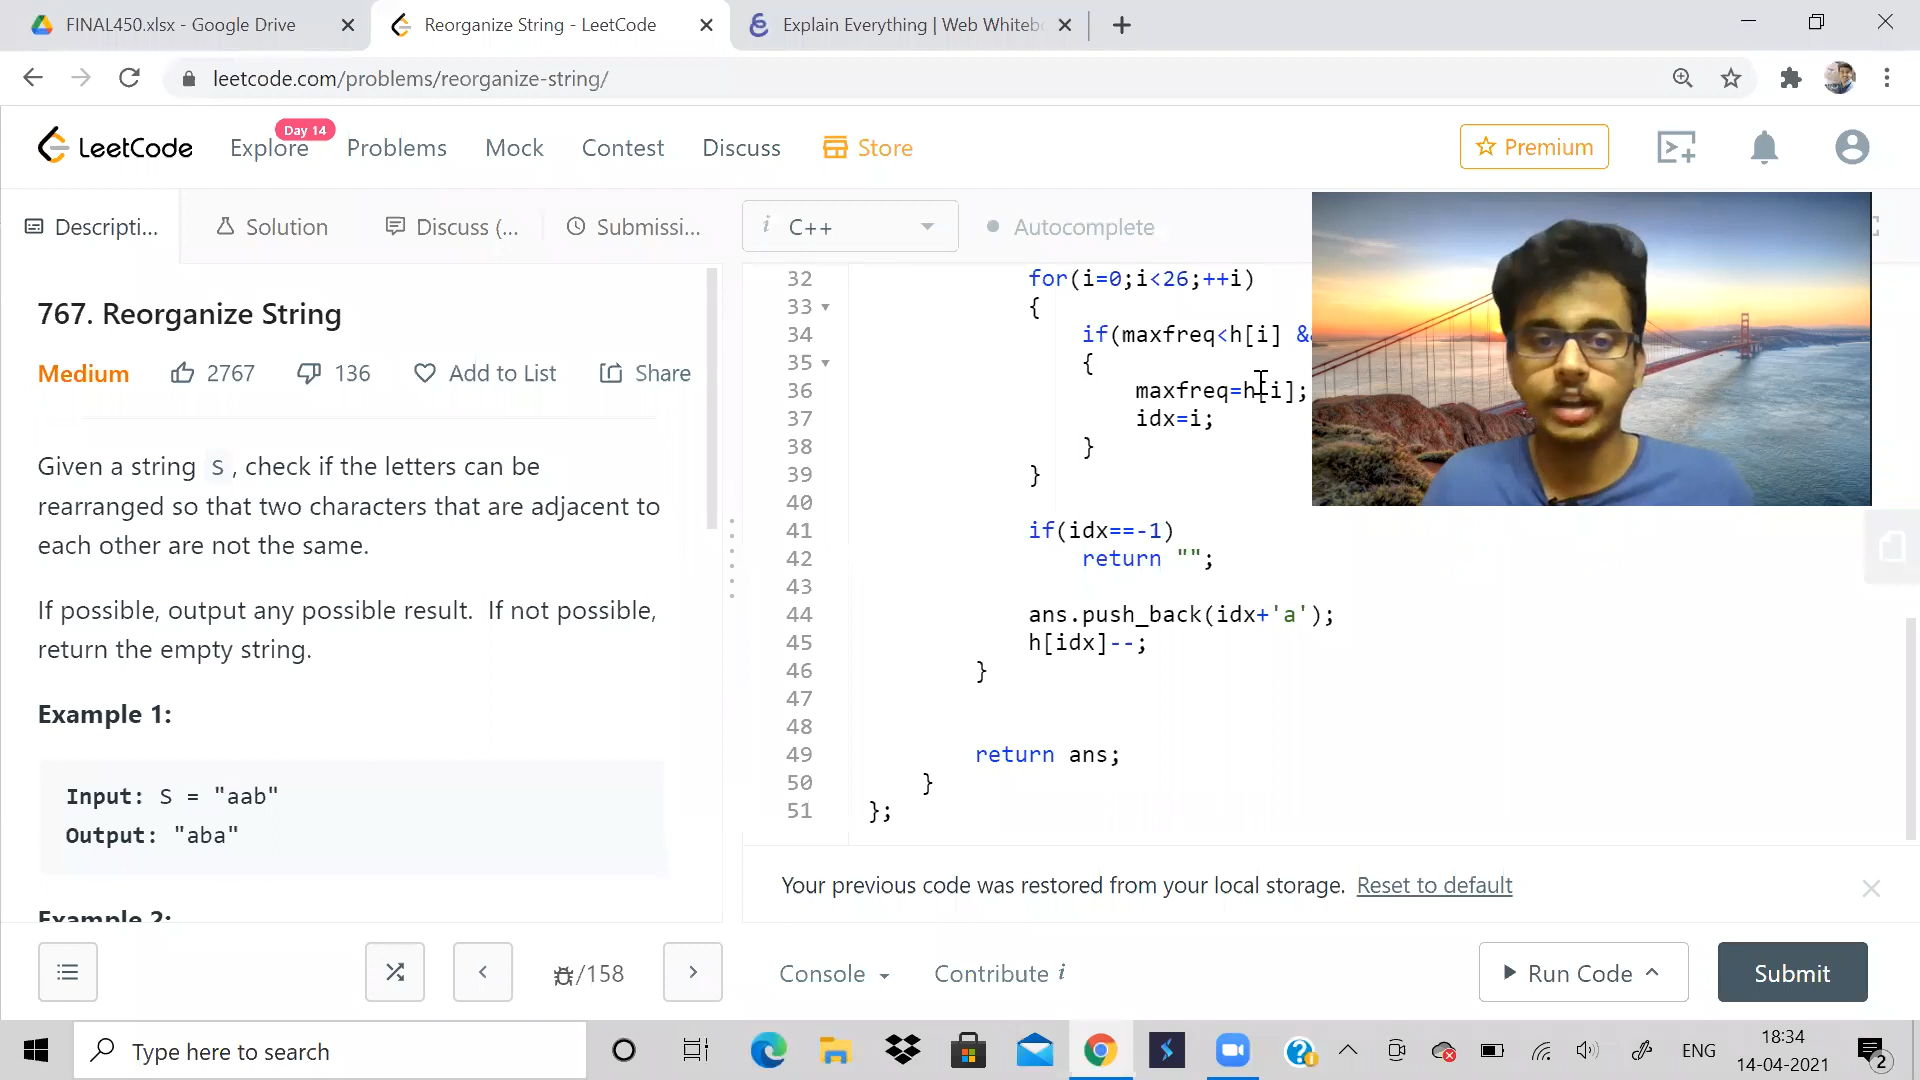 FINAL450.xlsx - Google Drive
Reorganize String - LeetCode
Explain Everything | Web Whiteb
leetcode.com/problems/reorganize-string/
LeetCode
Explore
Day 14
Problems
Mock
Contest
Discuss
Store
Premium
Descripti...
Solution
Discuss (...
Submissi...
i C++
Autocomplete
767. Reorganize String
Medium
2767
136
Add to List
Share
Given a string S, check if the letters can be
rearranged so that two characters that are adjacent to
each other are not the same.
If possible, output any possible result. If not possible,
return the empty string.
Example 1:
Input: S = "aab"
Output: "aba"
Example 2:
32 for(i=0;i<26;++i)
33 {
34 if(maxfreq<h[i] &
35 {
36 maxfreq=h[i];
37 idx=i;
38 }
39 }
40
41 if(idx==-1)
42 return "";
43
44 ans.push_back(idx+'a');
45 h[idx]--;
46 }
47
48
49 return ans;
50 }
51 };
Your previous code was restored from your local storage. Reset to default
/158
Console
Contribute i
Run Code
Submit
Type here to search
ENG
18:34
14-04-2021
2